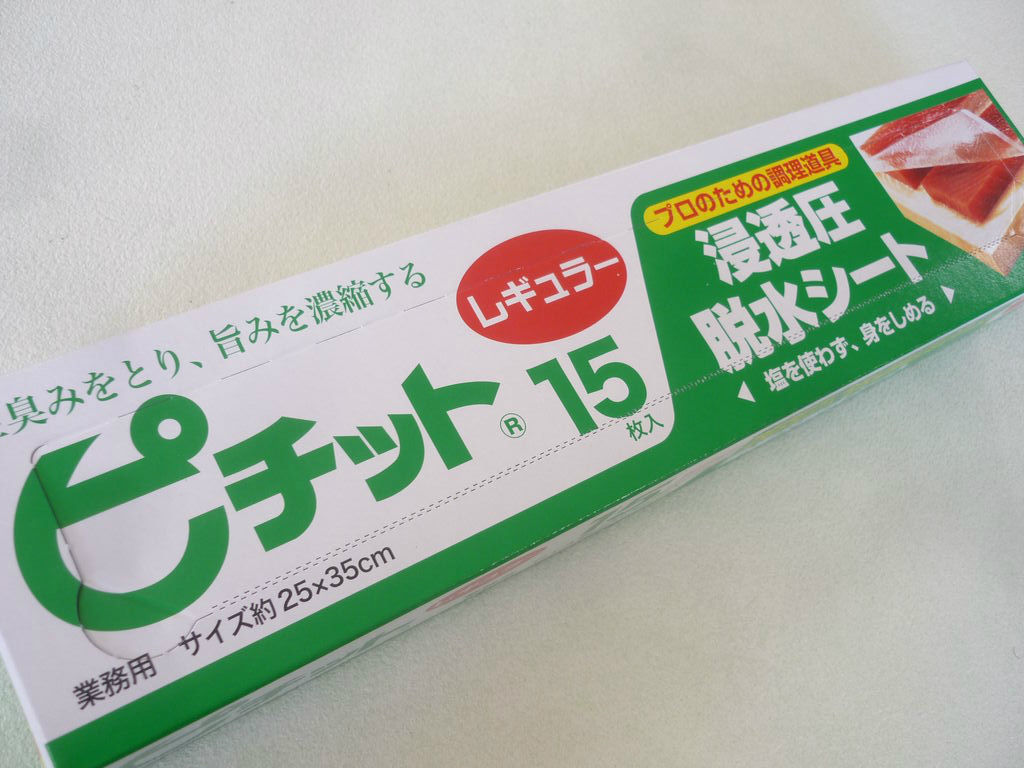 臭みをとり、旨みを濃縮する
レギュラー
ピチット® 15
枚入
業務用 サイズ約25×35cm
プロのための調理道具
浸透圧
脱水シート
◀ 塩を使わず、身をしめる ▶